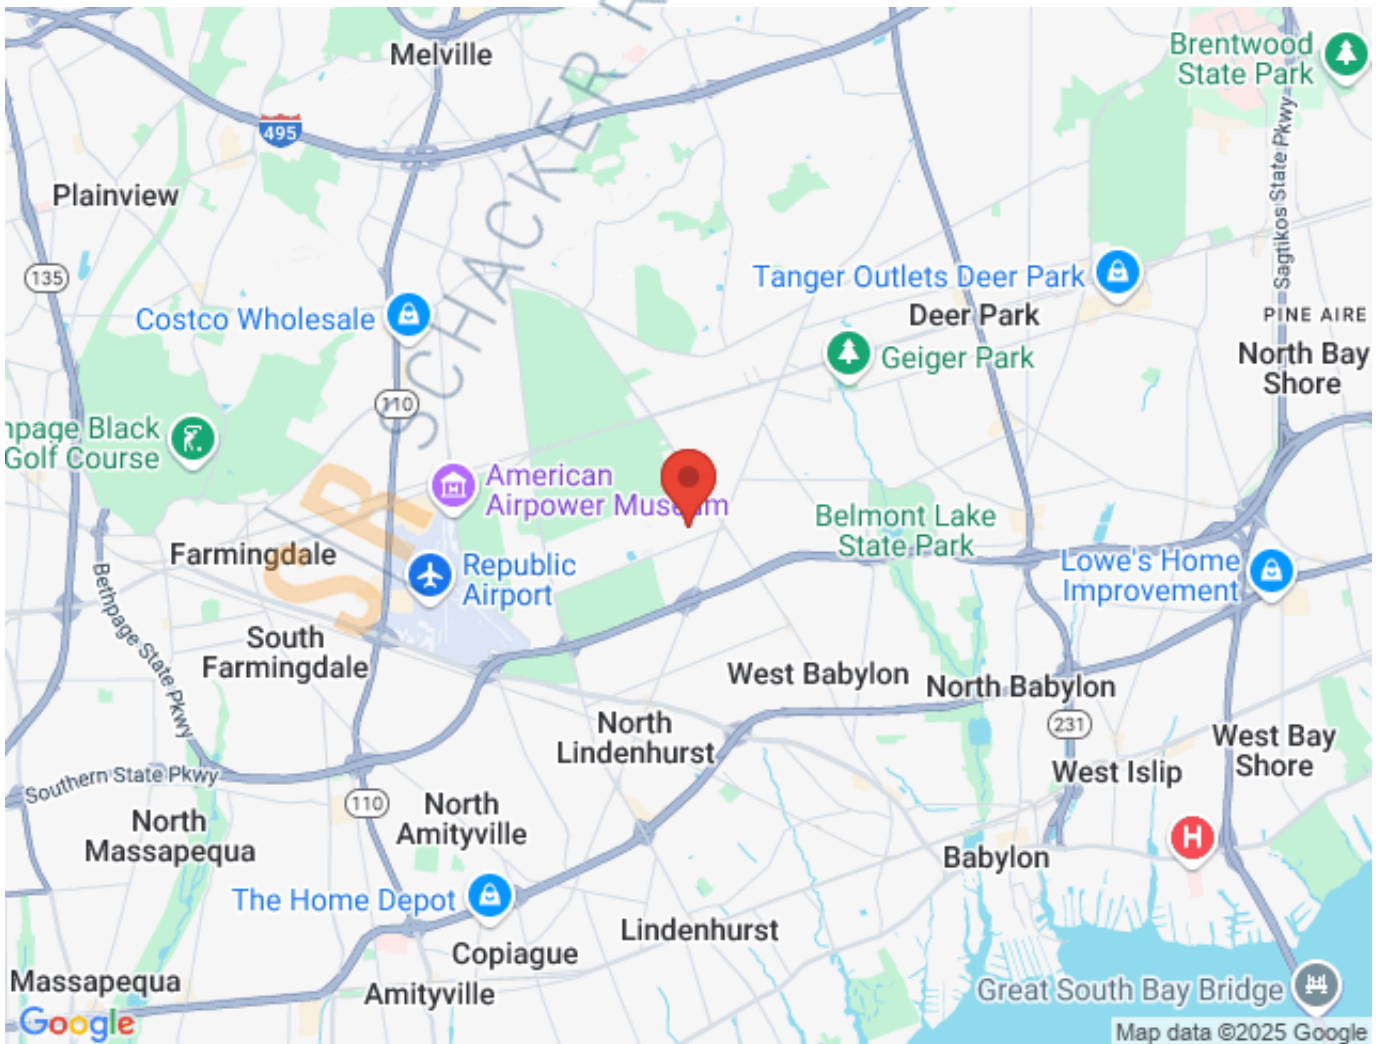 Melville
Brentwood
State Park
495
Sagtikos State Pkwy
Plainview
135
Tanger Outlets Deer Park
Costco Wholesale
Deer Park
PINE AIRE
SCHACKER R
Geiger Park
North Bay
Shore
110
npage Black
Golf Course
American
Airpower Museum
SIR
Belmont Lake
State Park
Farmingdale
Republic
Airport
Lowe's Home
Improvement
Bethpage State Pkwy
South
Farmingdale
West Babylon
North Babylon
North
Lindenhurst
231
West Bay
Shore
Southern State Pkwy
West Islip
110
North
Amityville
North
Massapequa
H
Babylon
The Home Depot
Lindenhurst
Copiague
Massapequa
Amityville
Great South Bay Bridge
Google
Map data ©2025 Google